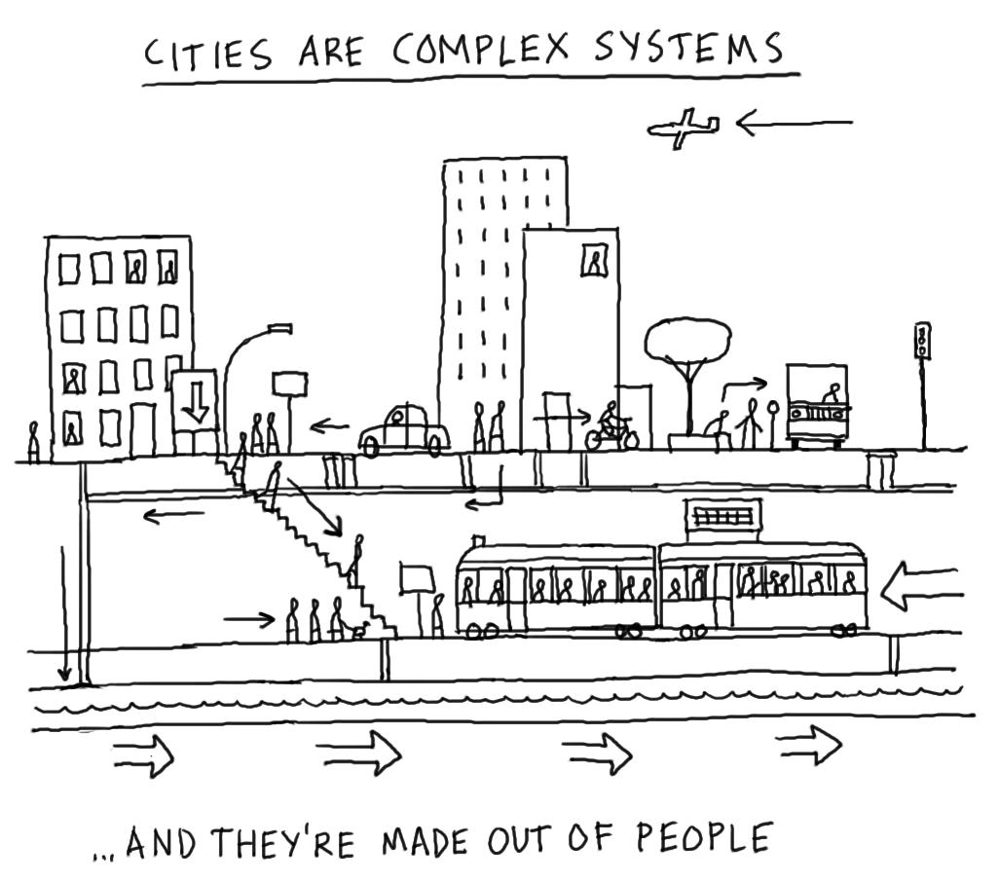 CITIES ARE COMPLEX SYSTEMS
...AND THEY'RE MADE OUT OF PEOPLE